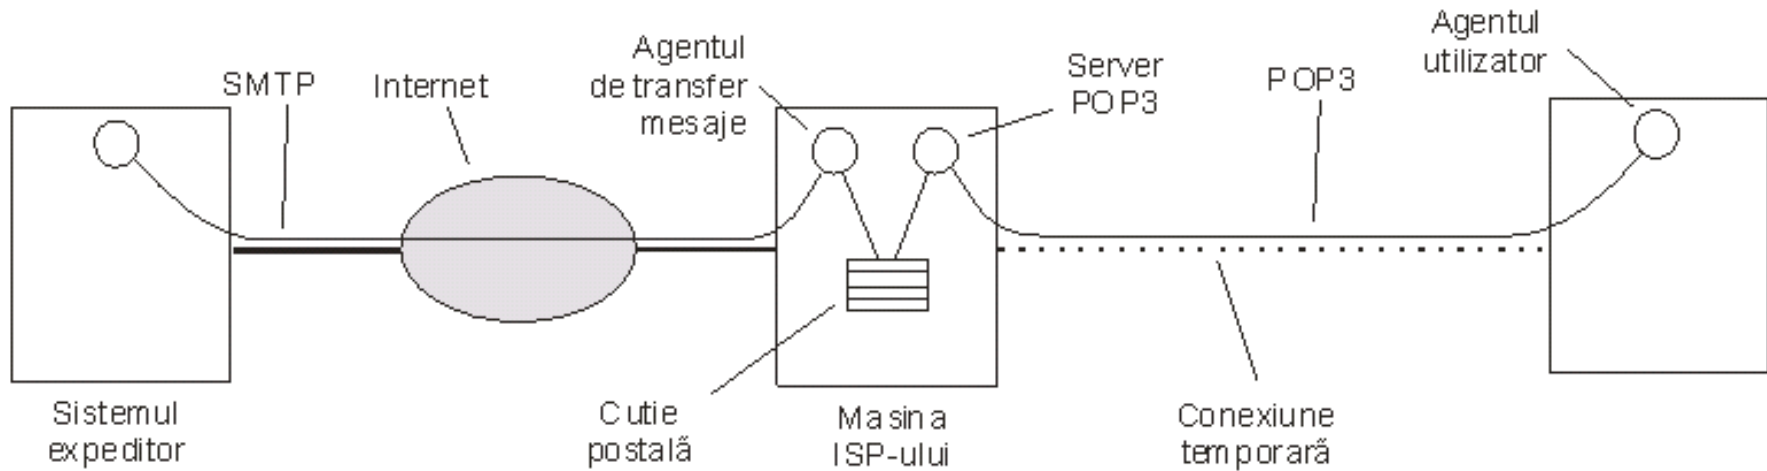 SMTP
Internet
Agentul
de transfer
mesaje
Server
POP3
POP3
Agentul
utilizator
Sistemul
expeditor
Cutie
postală
Masina
ISP-ului
Conexiune
temporară